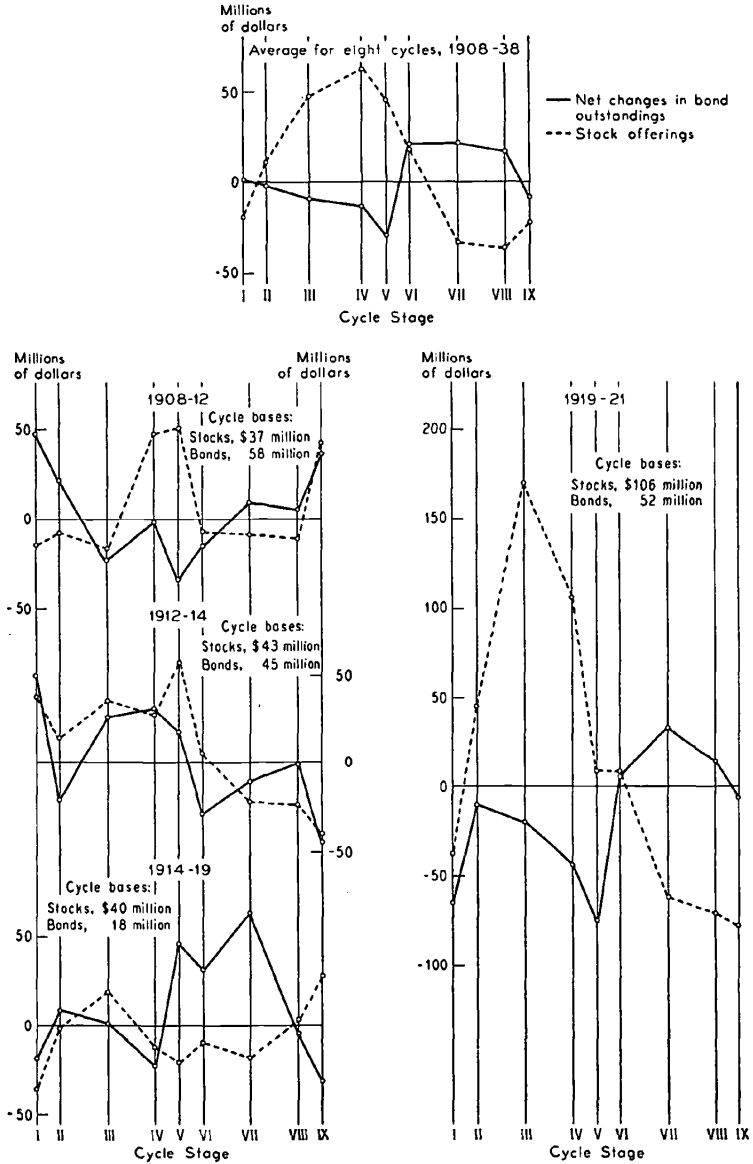 Millions
of dollars
Average for eight cycles, 1908-38
50
0
-50
I II III IV V VI VII VIII IX
Cycle Stage
Net changes in bond
outstandings
Stock offerings
Millions
of dollars
Millions
of dollars
1908-12
Cycle bases:
Stocks, $37 million
Bonds, 58 million
50
0
-50
1912-14
Cycle bases:
Stocks, $43 million
Bonds, 45 million
50
0
-50
1914-19
Cycle bases:
Stocks, $40 million
Bonds, 18 million
50
0
-50
I II III IV V VI VII VIII IX
Cycle Stage
Millions
of dollars
1919-21
Cycle bases:
Stocks, $106 million
Bonds, 52 million
200
150
100
50
0
-50
-100
I II III IV V VI VII VIII IX
Cycle Stage